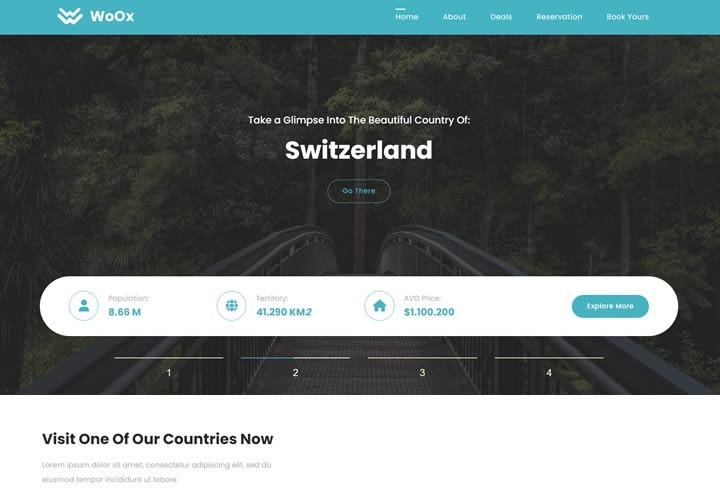 WoOx
Home About Deals Reservation Book Yours
Take a Glimpse Into The Beautiful Country Of:
Switzerland
Go There
Population:
8.66 M
Territory:
41.290 KM2
AVG Price:
$1.100.200
Explore More
1 2 3 4
Visit One Of Our Countries Now
Lorem ipsum dolor sit amet, consectetur adipiscing elit, sed do
eiusmod tempor incididunt ut labore.